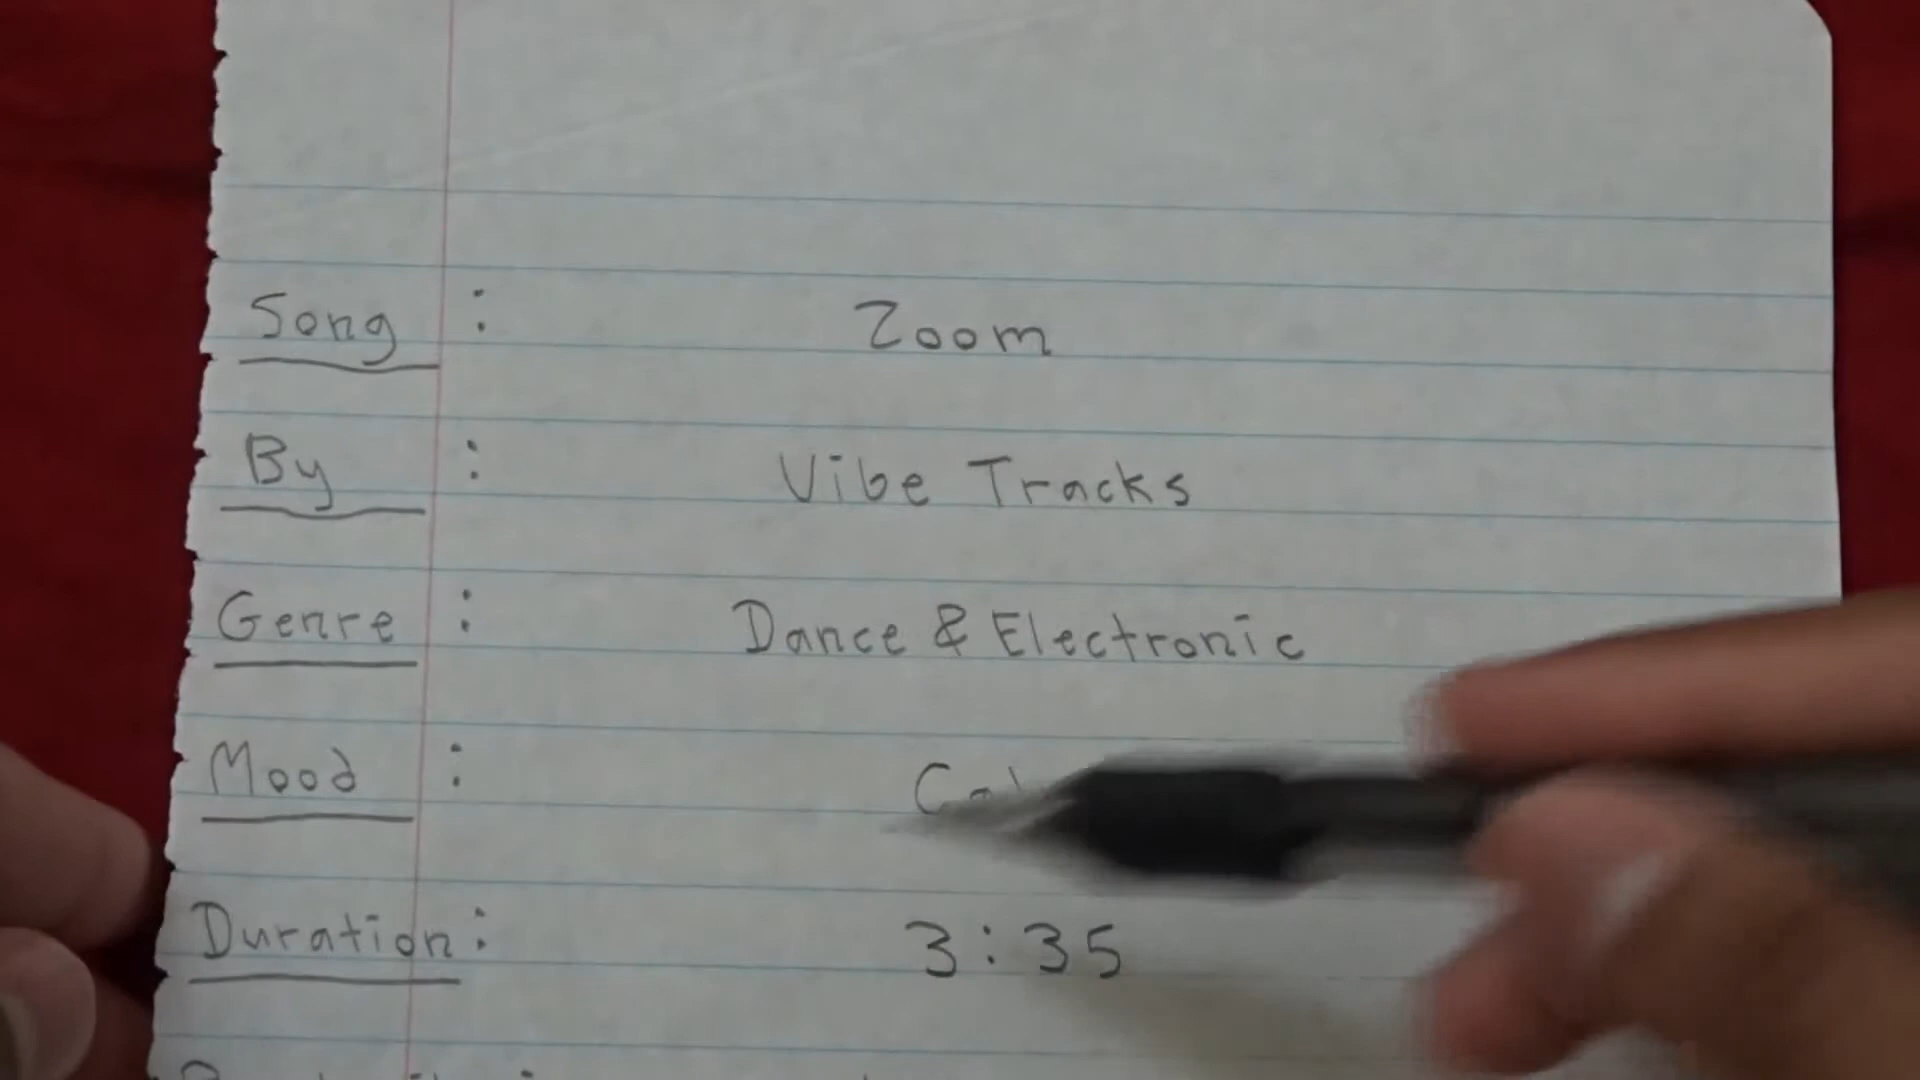 Song : Zoom
By : Vibe Tracks
Genre : Dance & Electronic
Mood :
Duration : 3:35